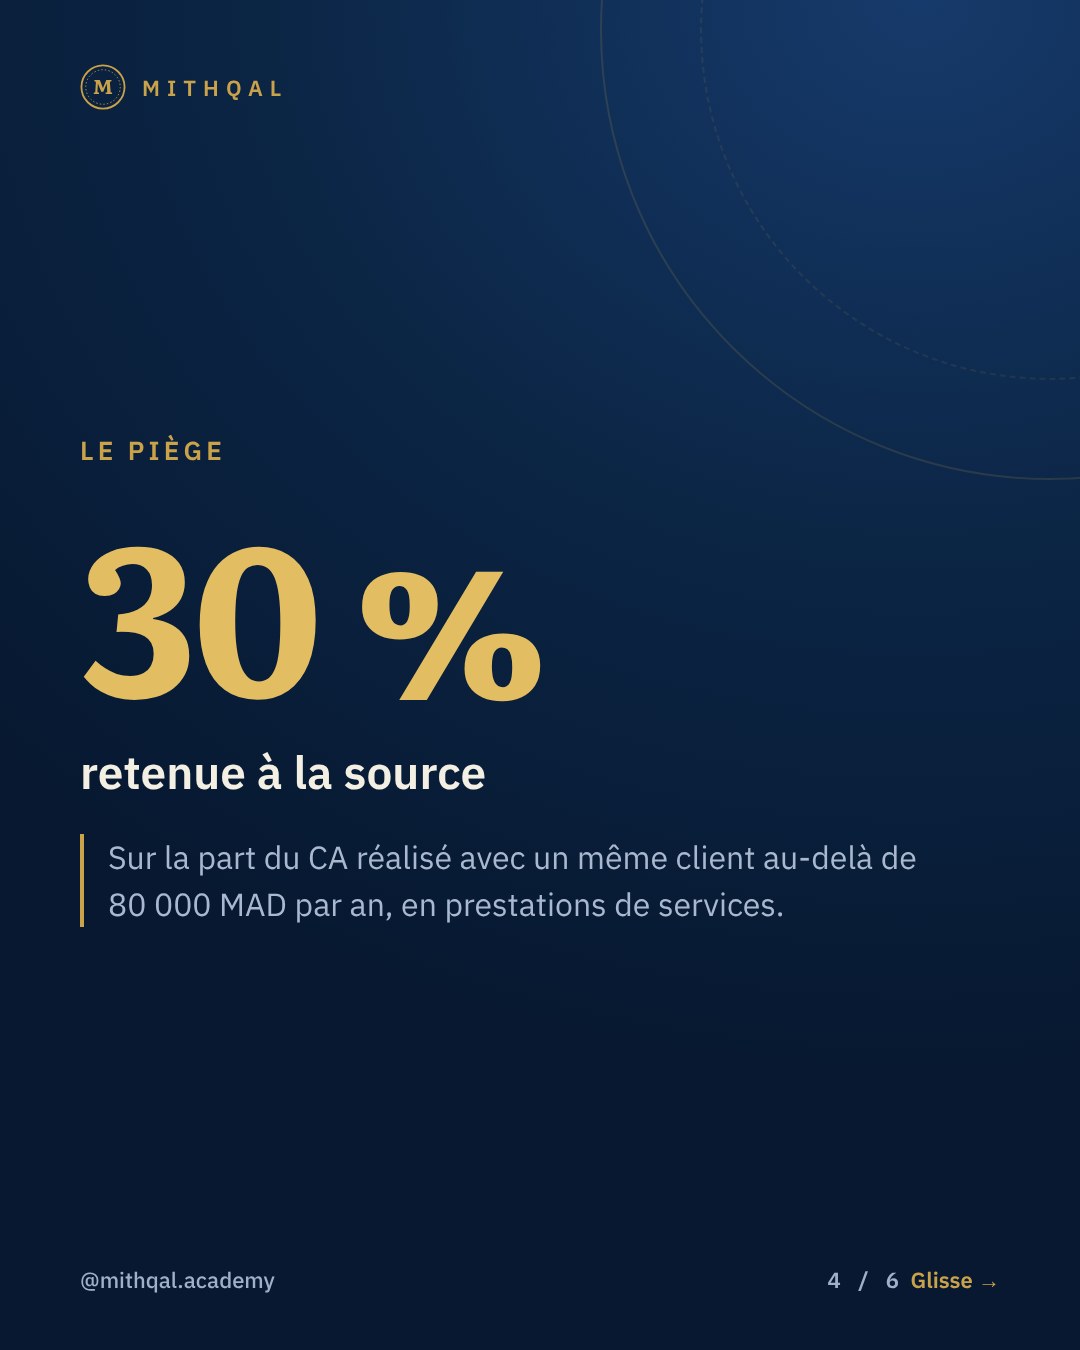 M MITHQAL
LE PIÈGE
30 %
retenue à la source
Sur la part du CA réalisé avec un même client au-delà de
80 000 MAD par an, en prestations de services.
@mithqal.academy
4 / 6 Glisse →